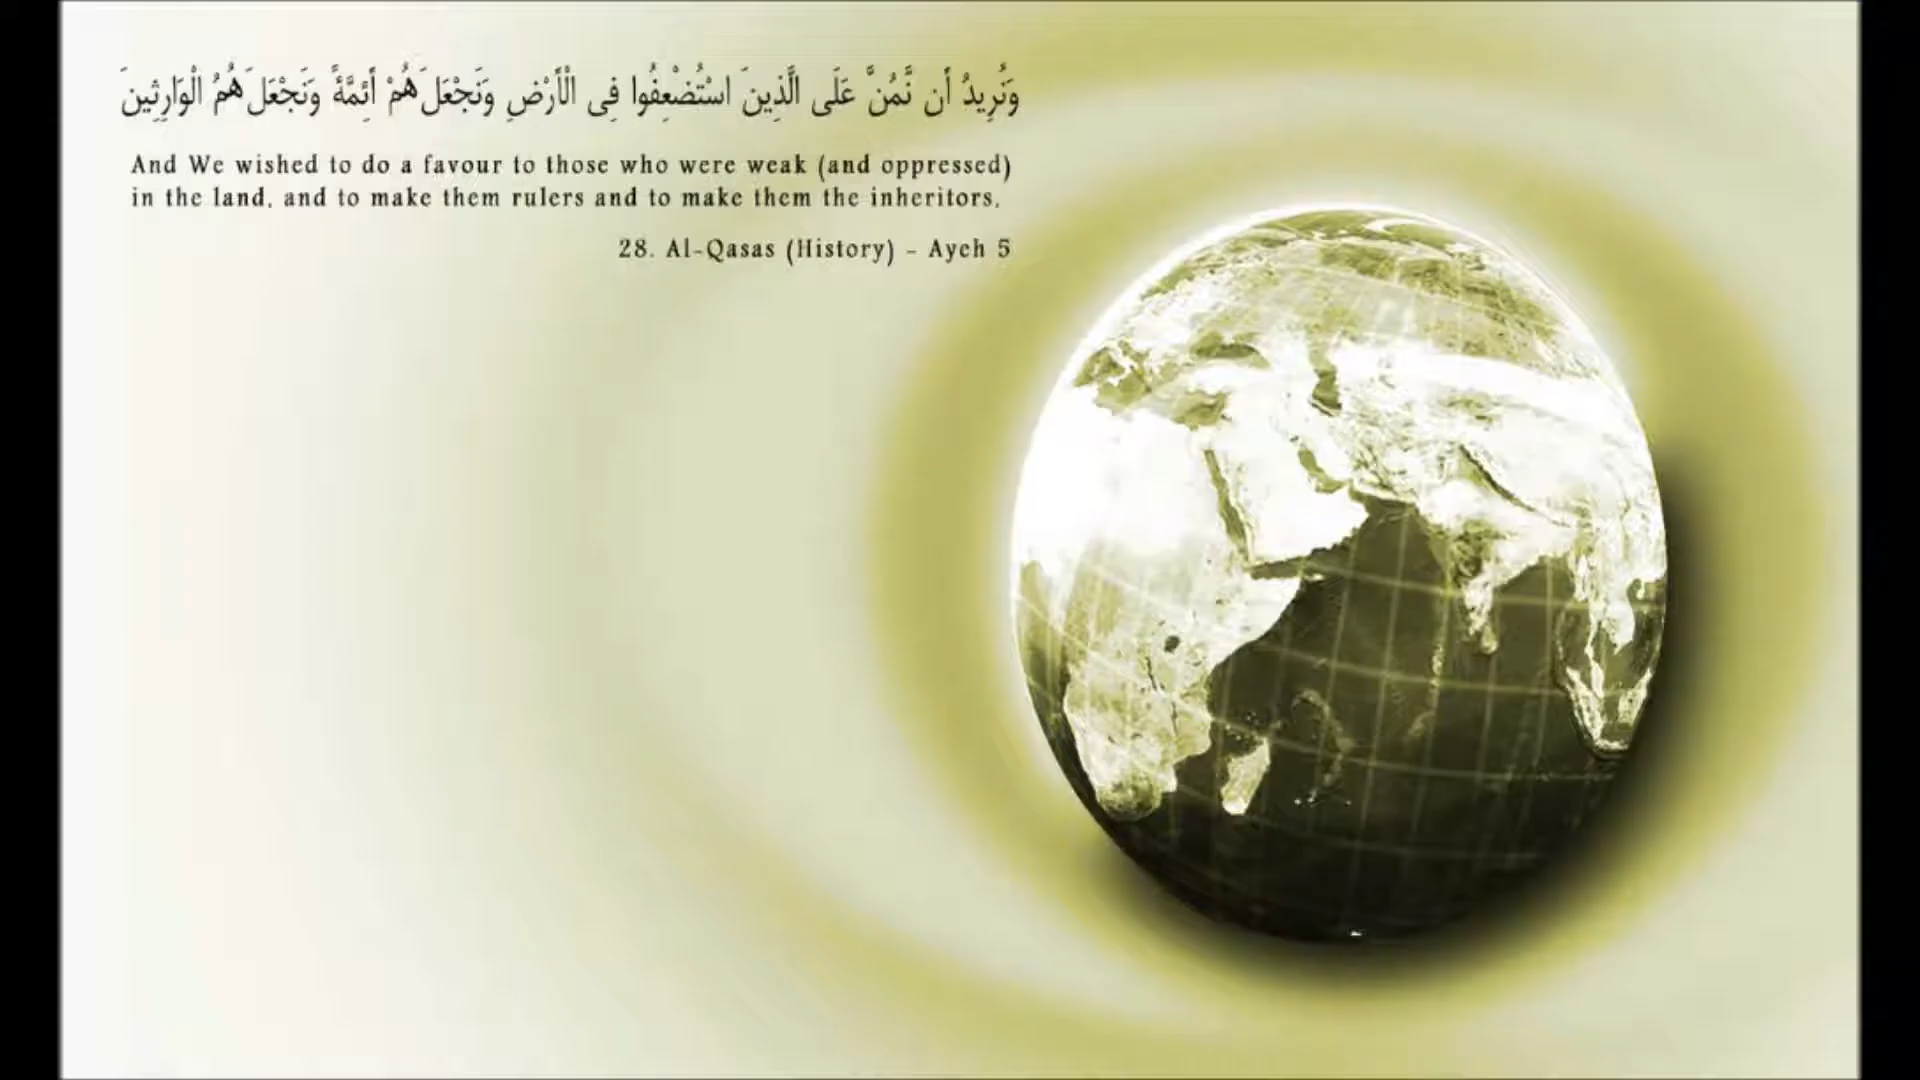 وَنُرِيدُ أَن نَّمُنَّ عَلَى الَّذِينَ اسْتُضْعِفُوا فِى الْأَرْضِ وَنَجْعَلَهُمْ أَئِمَّةً وَنَجْعَلَهُمُ الْوَارِثِينَ
And We wished to do a favour to those who were weak (and oppressed)
in the land, and to make them rulers and to make them the inheritors,
28. Al-Qasas (History) - Ayeh 5